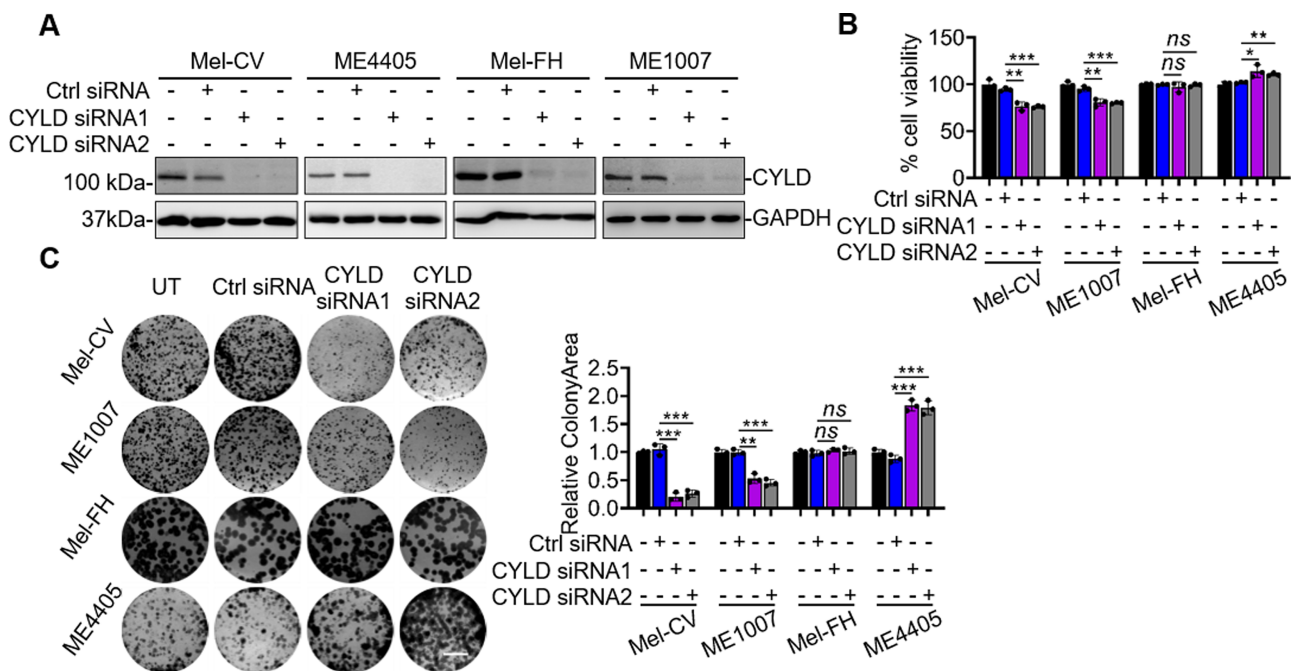 A
Mel-CV ME4405 Mel-FH ME1007
Ctrl siRNA - + - - - + - - - + - - - + - -
CYLD siRNA1 - - + - - - + - - - + - - - + -
CYLD siRNA2 - - - + - - - + - - - + - - - +
100 kDa- -CYLD
37kDa- -GAPDH
B
% cell viability
150
100
50
0
*** ** *** ** ns ns ** *
Ctrl siRNA - + - - - + - - - + - - - + - -
CYLD siRNA1 - - + - - - + - - - + - - - + -
CYLD siRNA2 - - - + - - - + - - - + - - - +
Mel-CV ME1007 Mel-FH ME4405
C
UT Ctrl siRNA CYLD siRNA1 CYLD siRNA2
Mel-CV
ME1007
Mel-FH
ME4405
Relative ColonyArea
2.5
2.0
1.5
1.0
0.5
0.0
*** *** *** ** ns ns *** ***
Ctrl siRNA - + - - - + - - - + - - - + - -
CYLD siRNA1 - - + - - - + - - - + - - - + -
CYLD siRNA2 - - - + - - - + - - - + - - - +
Mel-CV ME1007 Mel-FH ME4405